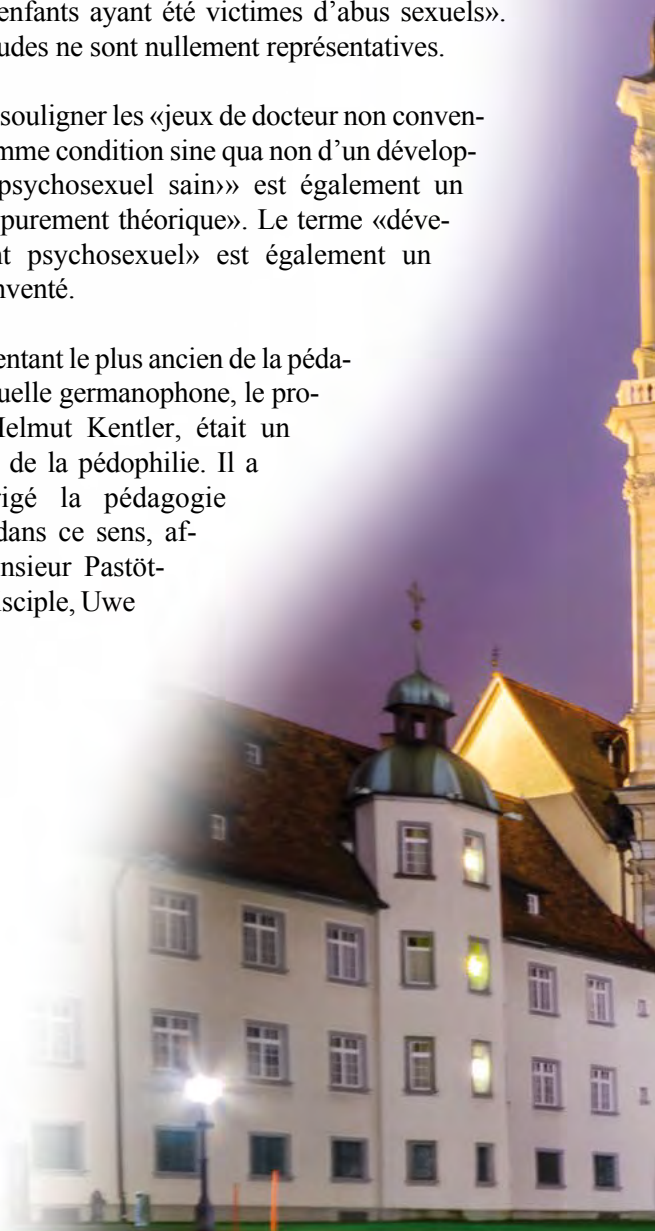 enfants ayant été victimes d’abus sexuels».
udes ne sont nullement représentatives.
souligner les «jeux de docteur non conven-
mme condition sine qua non d’un dévelop-
psychosexuel sain›» est également un
purement théorique». Le terme «déve-
nt psychosexuel» est également un
nventé.
entant le plus ancien de la péda-
uelle germanophone, le pro-
Helmut Kentler, était un
de la pédophilie. Il a
rigé la pédagogie
dans ce sens, af-
nsieur Pastöt-
isciple, Uwe